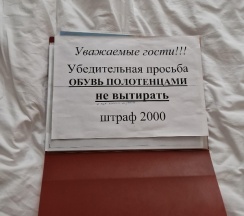 Уважаемые гости!!!
Убедительная просьба
ОБУВЬ ПОЛОТЕНЦАМИ
не вытирать
штраф 2000